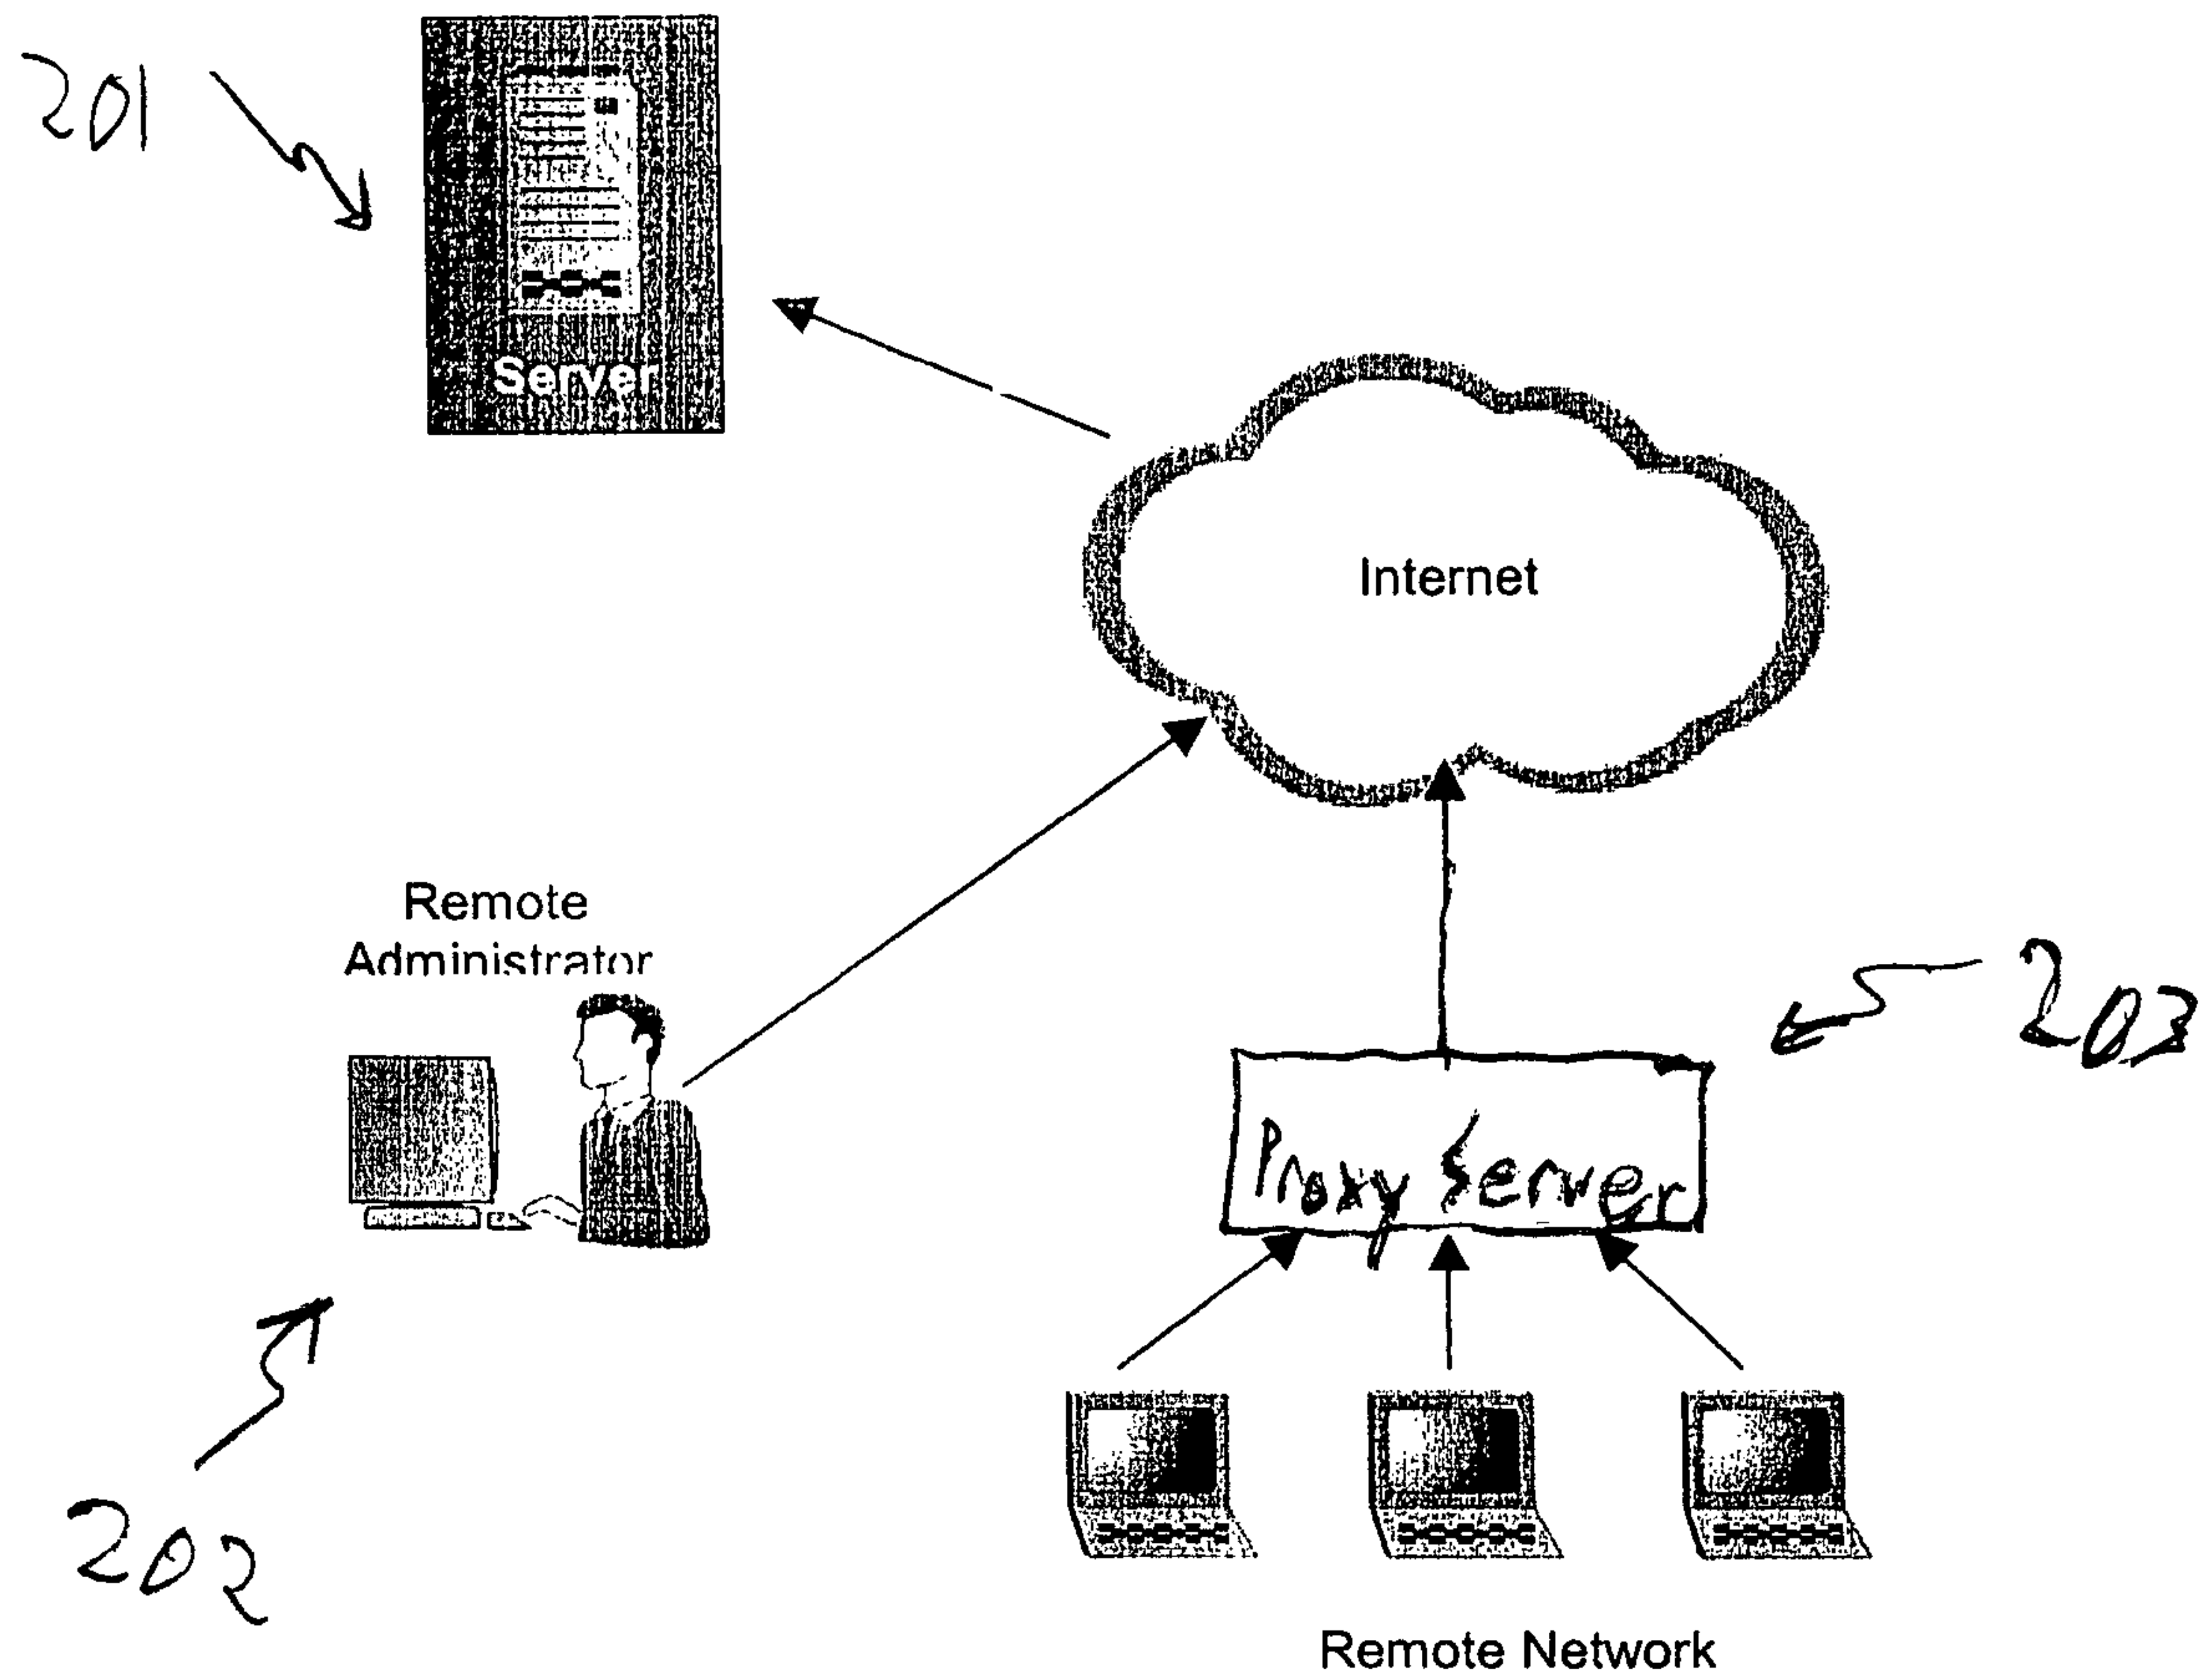 201
Server
Internet
Remote
Administrator
203
Proxy Server
202
Remote Network